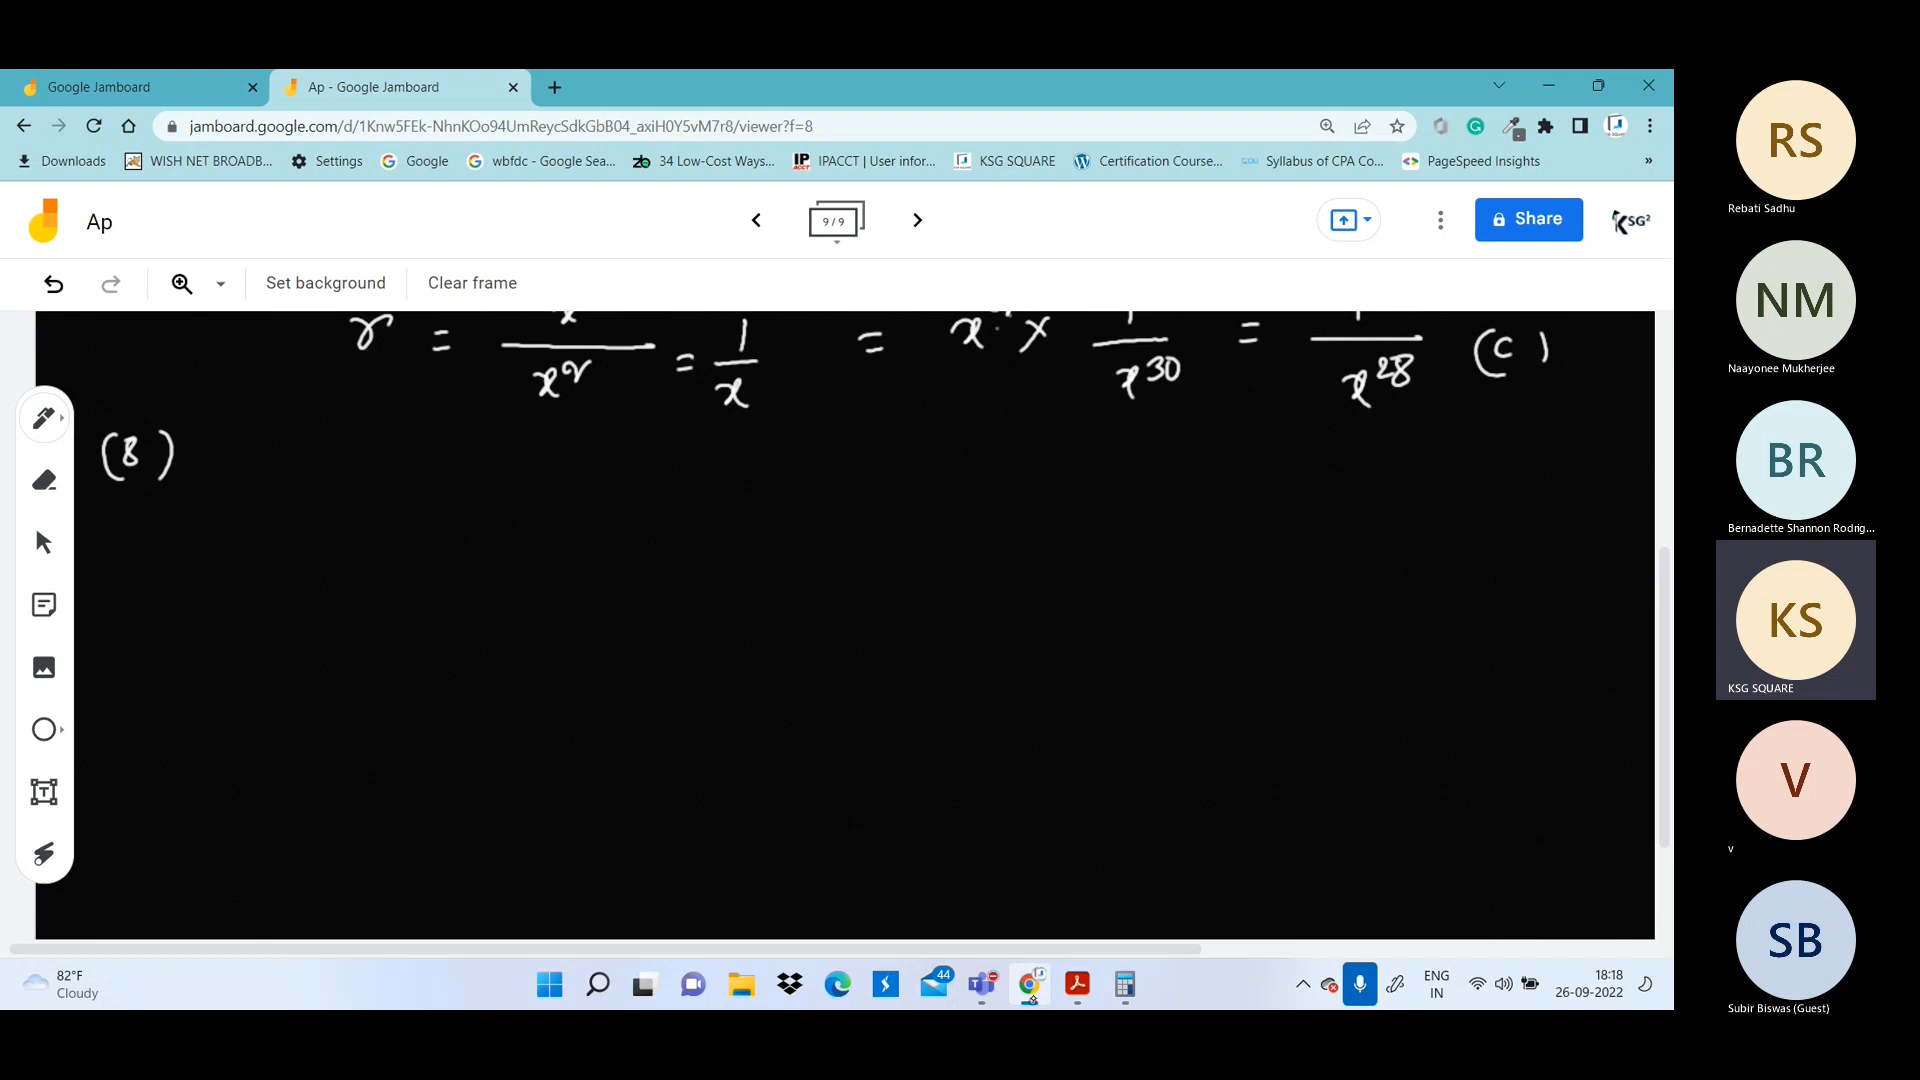 Google Jamboard
Ap - Google Jamboard
jamboard.google.com/d/1Knw5FEk-NhnKOo94UmReycSdkGbB04_axiH0Y5vM7r8/viewer?f=8
Downloads WISH NET BROADB... Settings Google wbfdc - Google Sea... 34 Low-Cost Ways... IPACCT | User infor... KSG SQUARE Certification Course... Syllabus of CPA Co... PageSpeed Insights »
Ap
9 / 9
Share
KSG²
Set background Clear frame
r = x/x² = 1/x = x × 1/x³⁰ = 1/x²⁸ (C)
(8)
RS
Rebati Sadhu
NM
Naayonee Mukherjee
BR
Bernadette Shannon Rodrig...
KS
KSG SQUARE
V
v
SB
Subir Biswas (Guest)
82°F
Cloudy
44
ENG
IN
18:18
26-09-2022